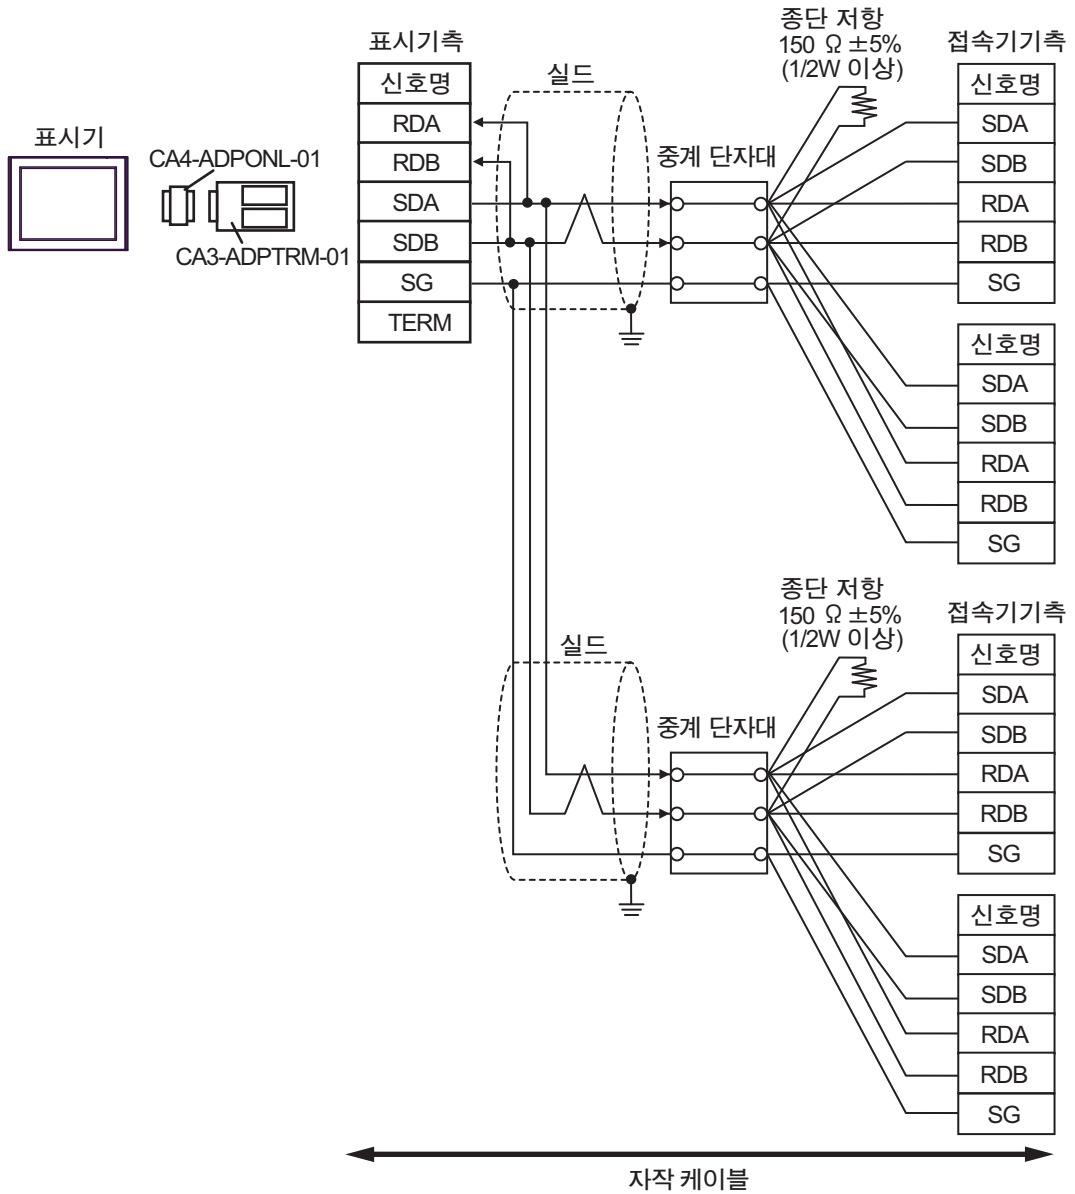 표시기
CA4-ADPONL-01
CA3-ADPTRM-01
표시기측
신호명
RDA
RDB
SDA
SDB
SG
TERM
실드
중계 단자대
종단 저항
150 Ω ±5%
(1/2W 이상)
접속기기측
신호명
SDA
SDB
RDA
RDB
SG
신호명
SDA
SDB
RDA
RDB
SG
실드
중계 단자대
종단 저항
150 Ω ±5%
(1/2W 이상)
접속기기측
신호명
SDA
SDB
RDA
RDB
SG
신호명
SDA
SDB
RDA
RDB
SG
자작 케이블